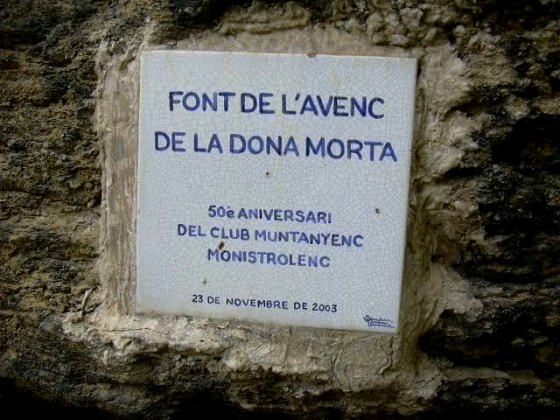 FONT DE L'AVENC
DE LA DONA MORTA
50è ANIVERSARI
DEL CLUB MUNTANYENC
MONISTROLENC
23 DE NOVEMBRE DE 2003